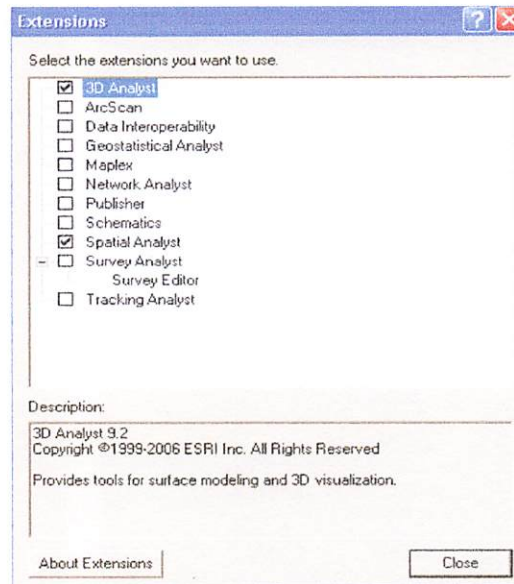 Extensions
Select the extensions you want to use.
3D Analyst
ArcScan
Data Interoperability
Geostatistical Analyst
Maplex
Network Analyst
Publisher
Schematics
Spatial Analyst
Survey Analyst
Survey Editor
Tracking Analyst
Description:
3D Analyst 9.2
Copyright ©1999-2006 ESRI Inc. All Rights Reserved
Provides tools for surface modeling and 3D visualization.
About Extensions
Close